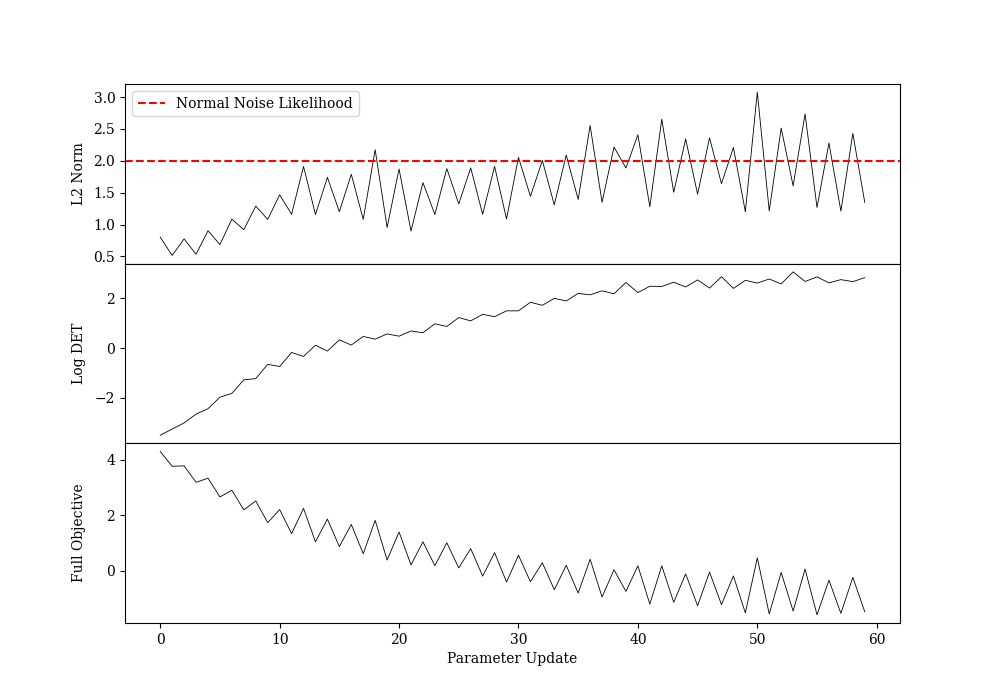 Normal Noise Likelihood
L2 Norm
3.0
2.5
2.0
1.5
1.0
0.5
Log DET
2
0
−2
Full Objective
4
2
0
0 10 20 30 40 50 60
Parameter Update